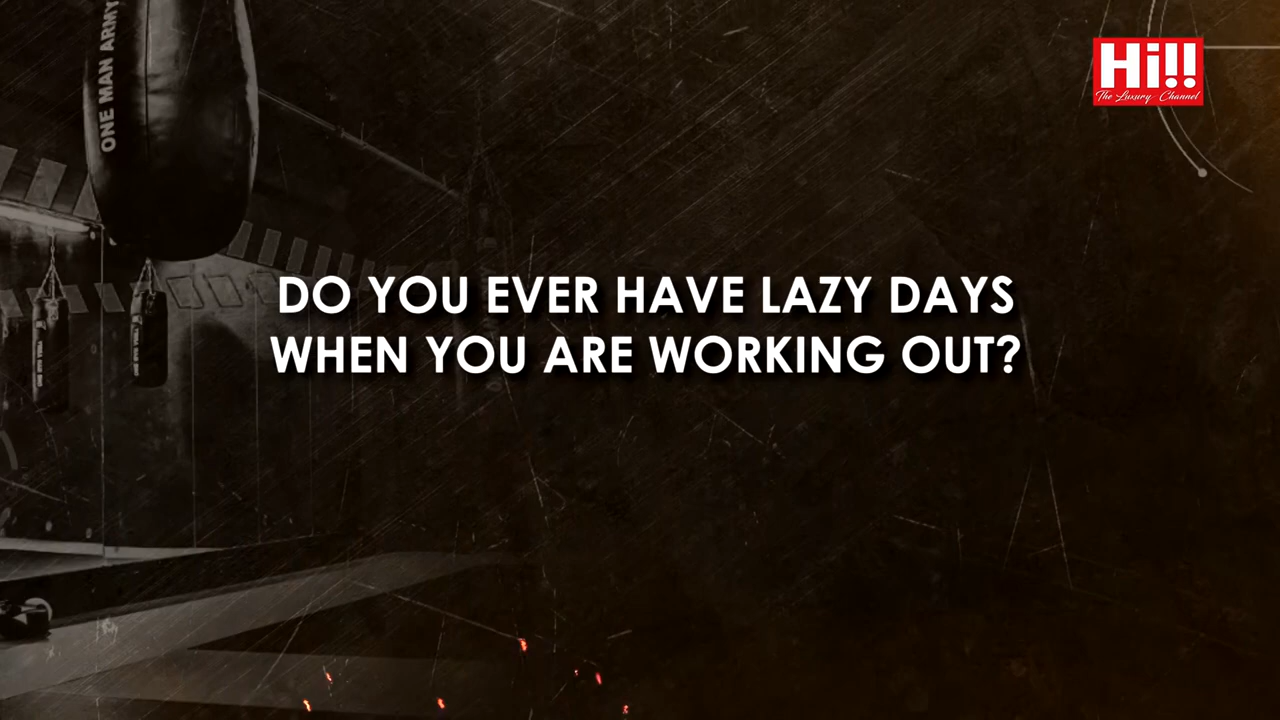 ONE MAN ARMY
Hi!!
The Luxury Channel
DO YOU EVER HAVE LAZY DAYS
WHEN YOU ARE WORKING OUT?